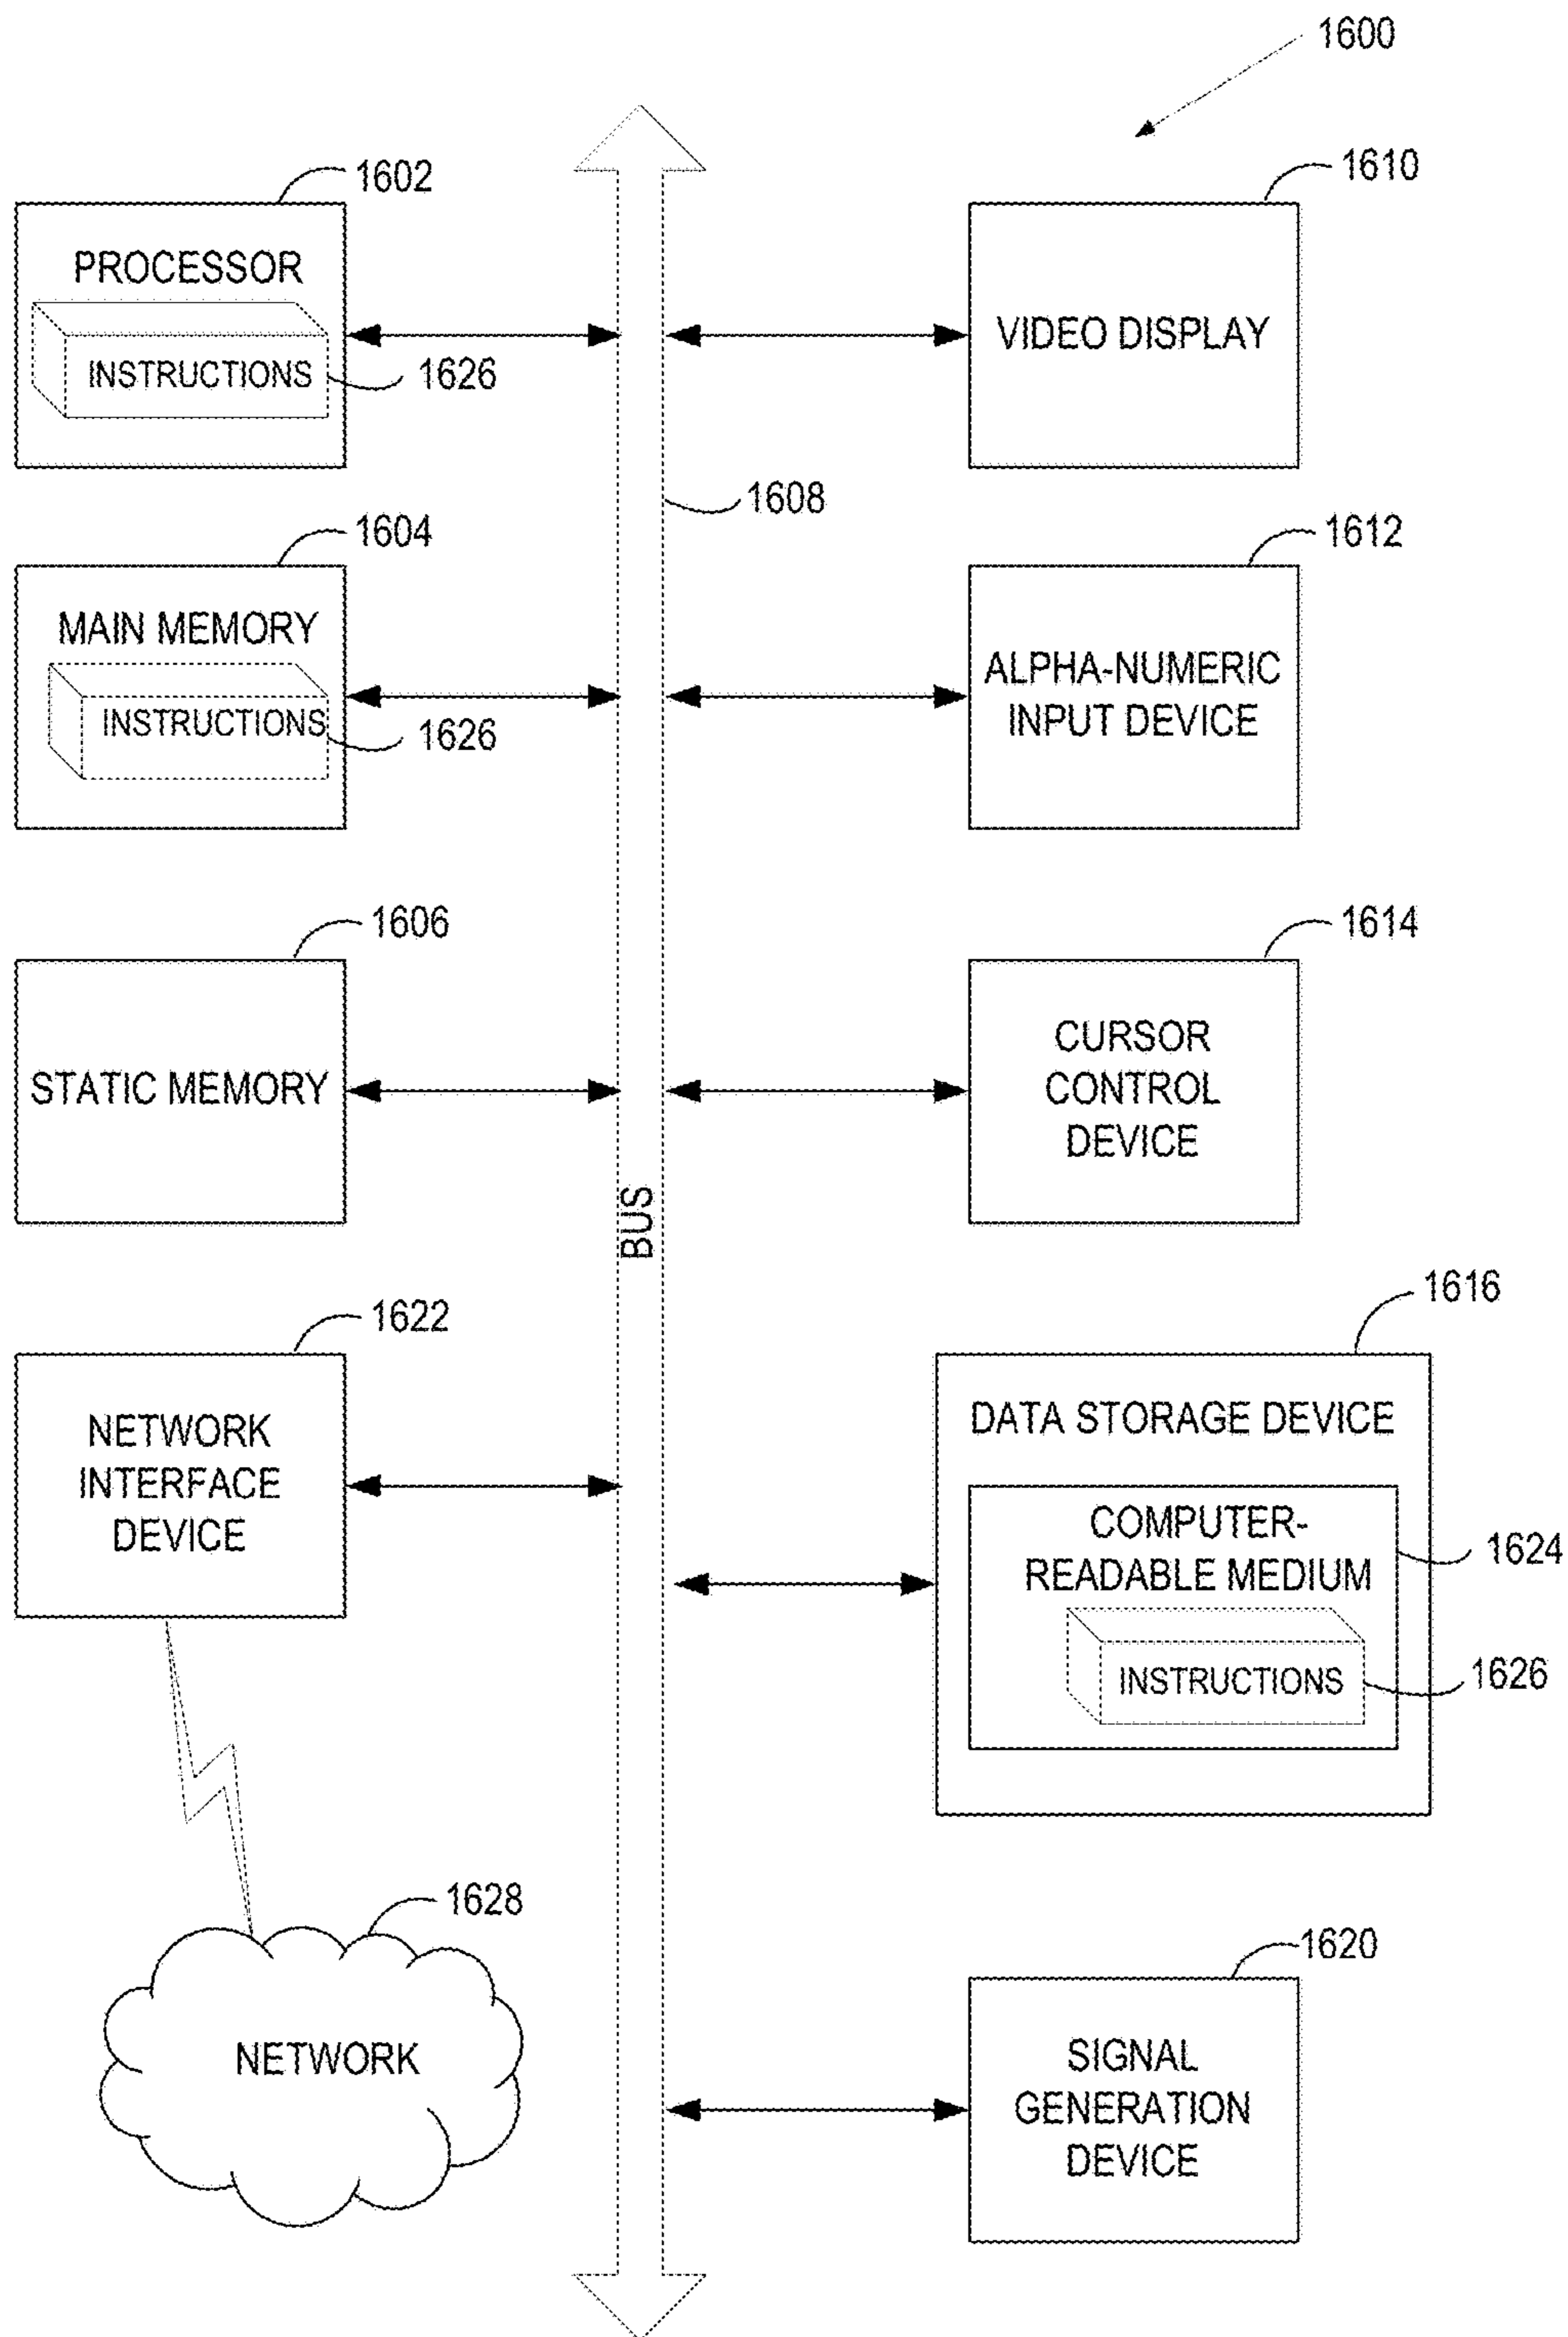 1600
1602
PROCESSOR
INSTRUCTIONS
1626
1604
MAIN MEMORY
INSTRUCTIONS
1626
1606
STATIC MEMORY
1622
NETWORK
INTERFACE
DEVICE
1628
NETWORK
1608
BUS
1610
VIDEO DISPLAY
1612
ALPHA-NUMERIC
INPUT DEVICE
1614
CURSOR
CONTROL
DEVICE
1616
DATA STORAGE DEVICE
COMPUTER-
READABLE MEDIUM
1624
INSTRUCTIONS
1626
1620
SIGNAL
GENERATION
DEVICE